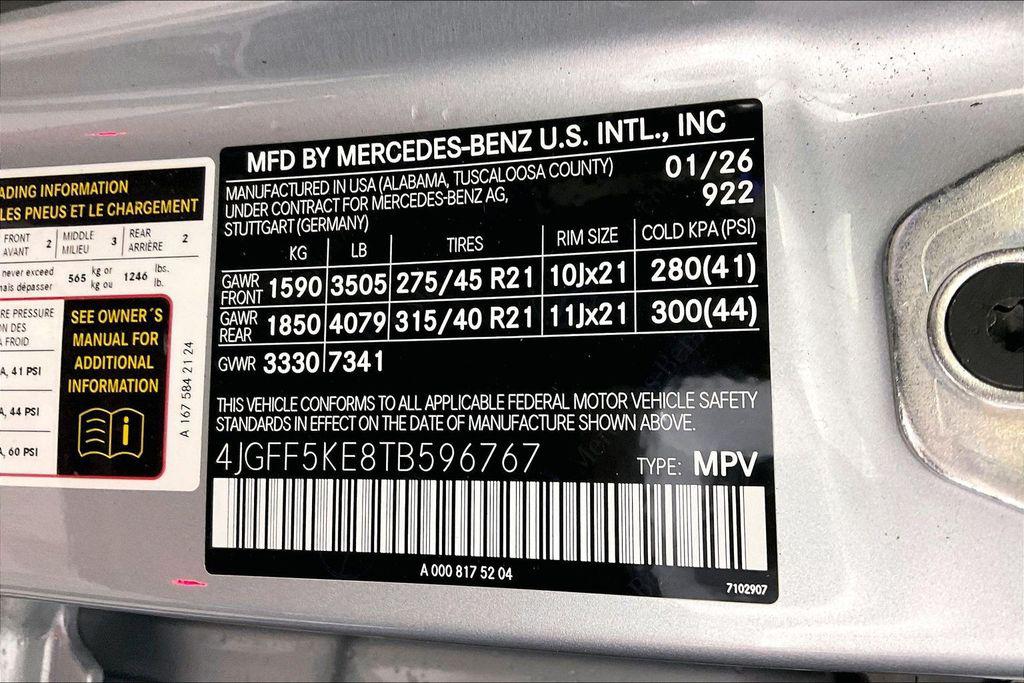 ADING INFORMATION
LES PNEUS ET LE CHARGEMENT
FRONT
AVANT 2
MIDDLE
MILIEU 3
REAR
ARRIÈRE 2
never exceed
mais dépasser
565 kg or
kg ou
1246 lbs.
lb.
RE PRESSURE
ON DES
A FROID
A, 41 PSI
A, 44 PSI
A, 60 PSI
SEE OWNER´S
MANUAL FOR
ADDITIONAL
INFORMATION
A 167 584 21 24
MFD BY MERCEDES-BENZ U.S. INTL., INC
MANUFACTURED IN USA (ALABAMA, TUSCALOOSA COUNTY)
UNDER CONTRACT FOR MERCEDES-BENZ AG,
STUTTGART (GERMANY)
01/26
922
KG LB TIRES RIM SIZE COLD KPA (PSI)
GAWR
FRONT 1590 3505 275/45 R21 10Jx21 280(41)
GAWR
REAR 1850 4079 315/40 R21 11Jx21 300(44)
GVWR 3330 7341
THIS VEHICLE CONFORMS TO ALL APPLICABLE FEDERAL MOTOR VEHICLE SAFETY
STANDARDS IN EFFECT ON THE DATE OF MANUFACTURE SHOWN ABOVE.
4JGFF5KE8TB596767 TYPE: MPV
A 000 817 52 04
7102907